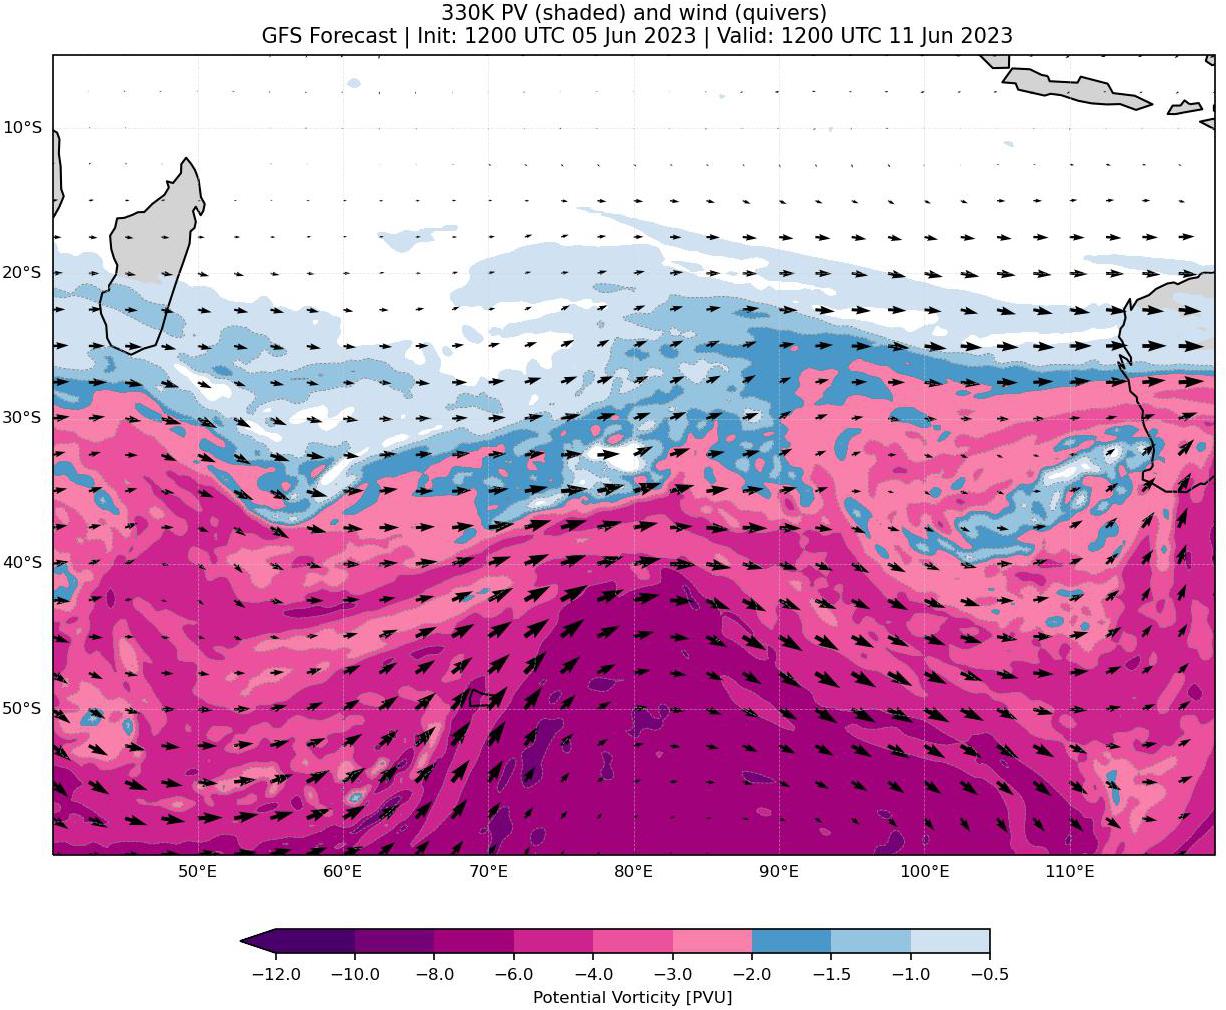 330K PV (shaded) and wind (quivers)
GFS Forecast | Init: 1200 UTC 05 Jun 2023 | Valid: 1200 UTC 11 Jun 2023
10°S
20°S
30°S
40°S
50°S
50°E 60°E 70°E 80°E 90°E 100°E 110°E
−12.0 −10.0 −8.0 −6.0 −4.0 −3.0 −2.0 −1.5 −1.0 −0.5
Potential Vorticity [PVU]